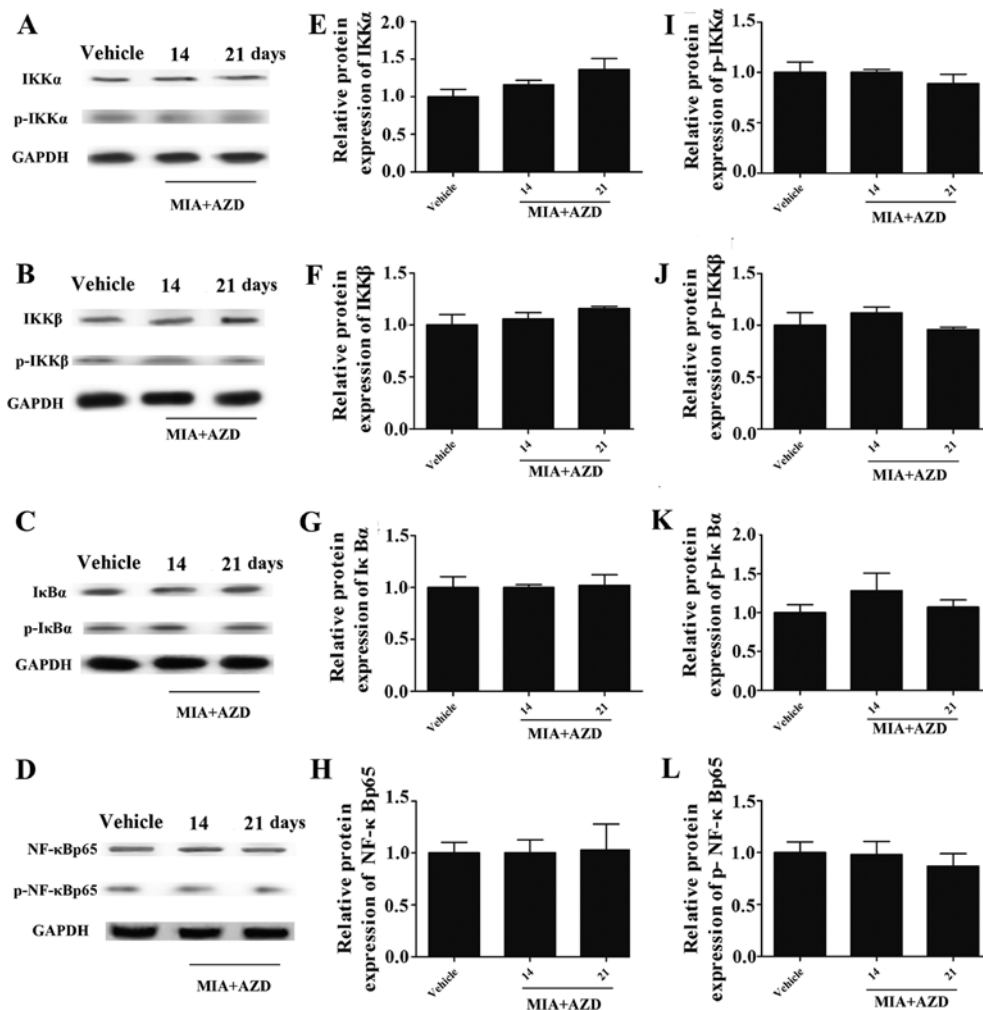 A
Vehicle 14 21 days
IKKα
p-IKKα
GAPDH
MIA+AZD
E
Relative protein
expression of IKKα
2.0
1.5
1.0
0.5
0.0
Vehicle
14
21
MIA+AZD
I
Relative protein
expression of p-IKKα
1.5
1.0
0.5
0.0
Vehicle
14
21
MIA+AZD
B
Vehicle 14 21 days
IKKβ
p-IKKβ
GAPDH
MIA+AZD
F
Relative protein
expression of IKKβ
1.5
1.0
0.5
0.0
Vehicle
14
21
MIA+AZD
J
Relative protein
expression of p-IKKβ
1.5
1.0
0.5
0.0
Vehicle
14
21
MIA+AZD
C
Vehicle 14 21 days
IκBα
p-IκBα
GAPDH
MIA+AZD
G
Relative protein
expression of Iκ Bα
1.5
1.0
0.5
0.0
Vehicle
14
21
MIA+AZD
K
Relative protein
expression of p-Iκ Bα
2.0
1.5
1.0
0.5
0.0
Vehicle
14
21
MIA+AZD
D
Vehicle 14 21 days
NF-κBp65
p-NF-κBp65
GAPDH
MIA+AZD
H
Relative protein
expression of NF-κ Bp65
1.5
1.0
0.5
0.0
Vehicle
14
21
MIA+AZD
L
Relative protein
expression of p- NF-κ Bp65
1.5
1.0
0.5
0.0
Vehicle
14
21
MIA+AZD